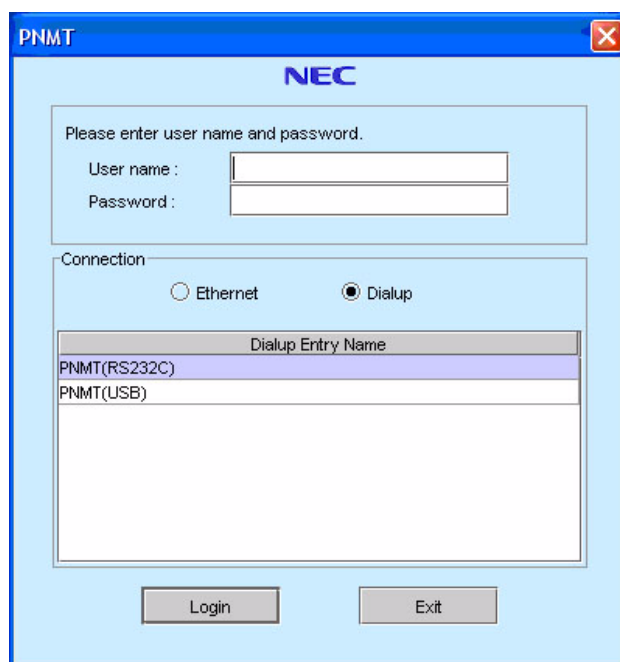 PNMT
NEC
Please enter user name and password.
User name :
Password :
Connection
Ethernet Dialup
Dialup Entry Name
PNMT(RS232C)
PNMT(USB)
Login Exit